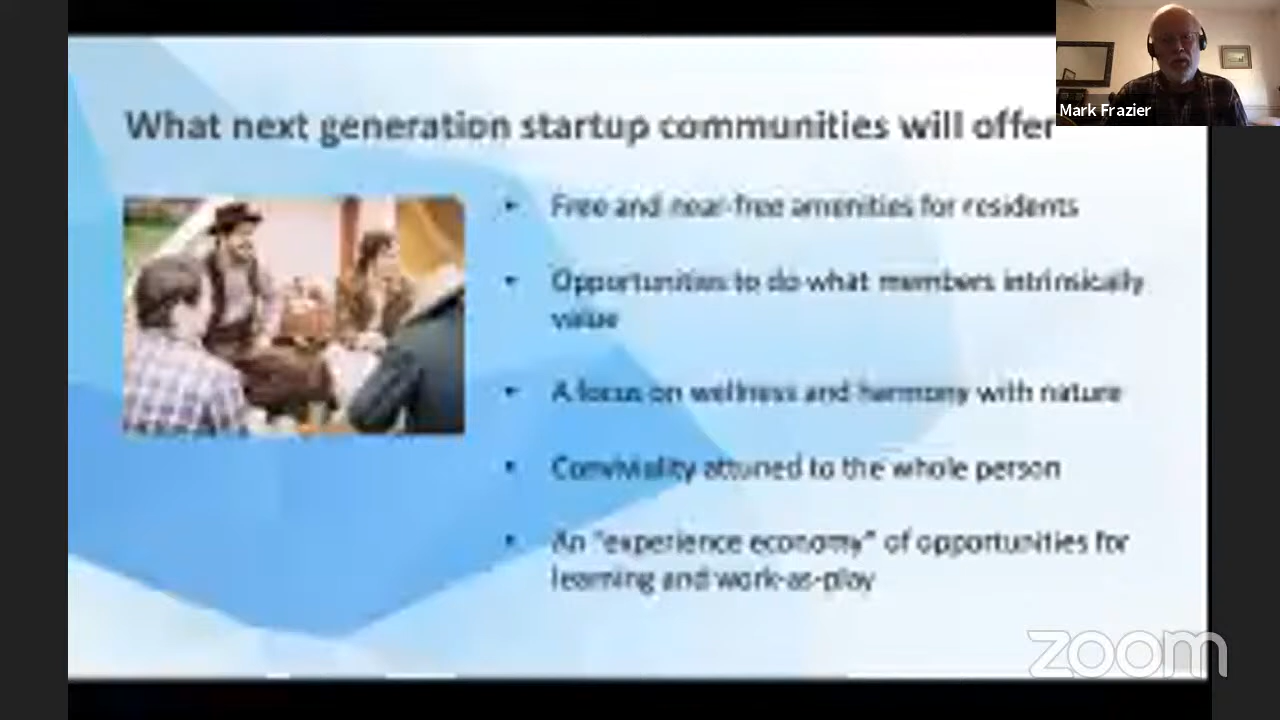 Mark Frazier
What next generation startup communities will offer
• Free and near-free amenities for residents
• Opportunities to do what members intrinsically
value
• A focus on wellness and harmony with nature
• Conviviality attuned to the whole person
• An "experience economy" of opportunities for
learning and work-as-play
zoom